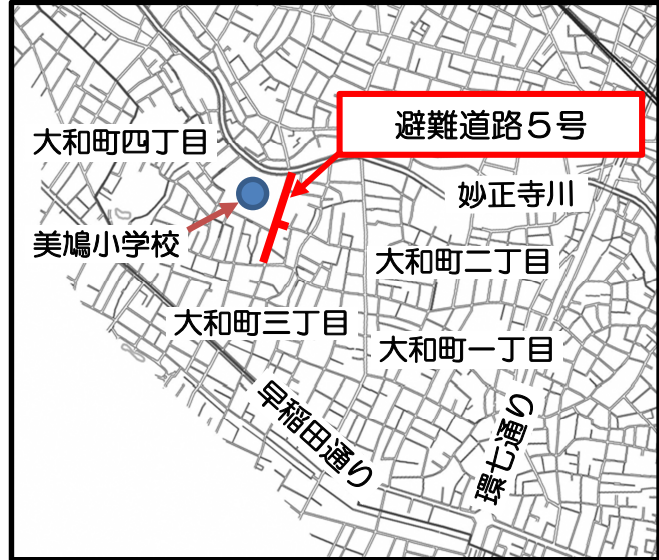 避難道路５号
大和町四丁目
妙正寺川
美鳩小学校
大和町二丁目
大和町三丁目
大和町一丁目
早稲田通り
環七通り